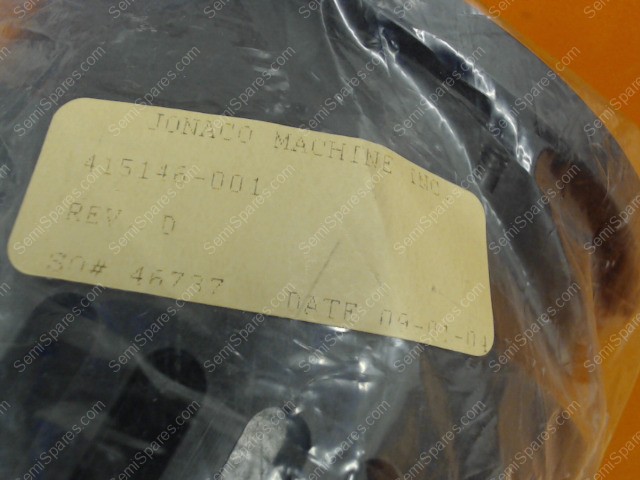 JONACO MACHINE INC.
415146-001
REV. D
SO# 46737 DATE
SemiSpares.com